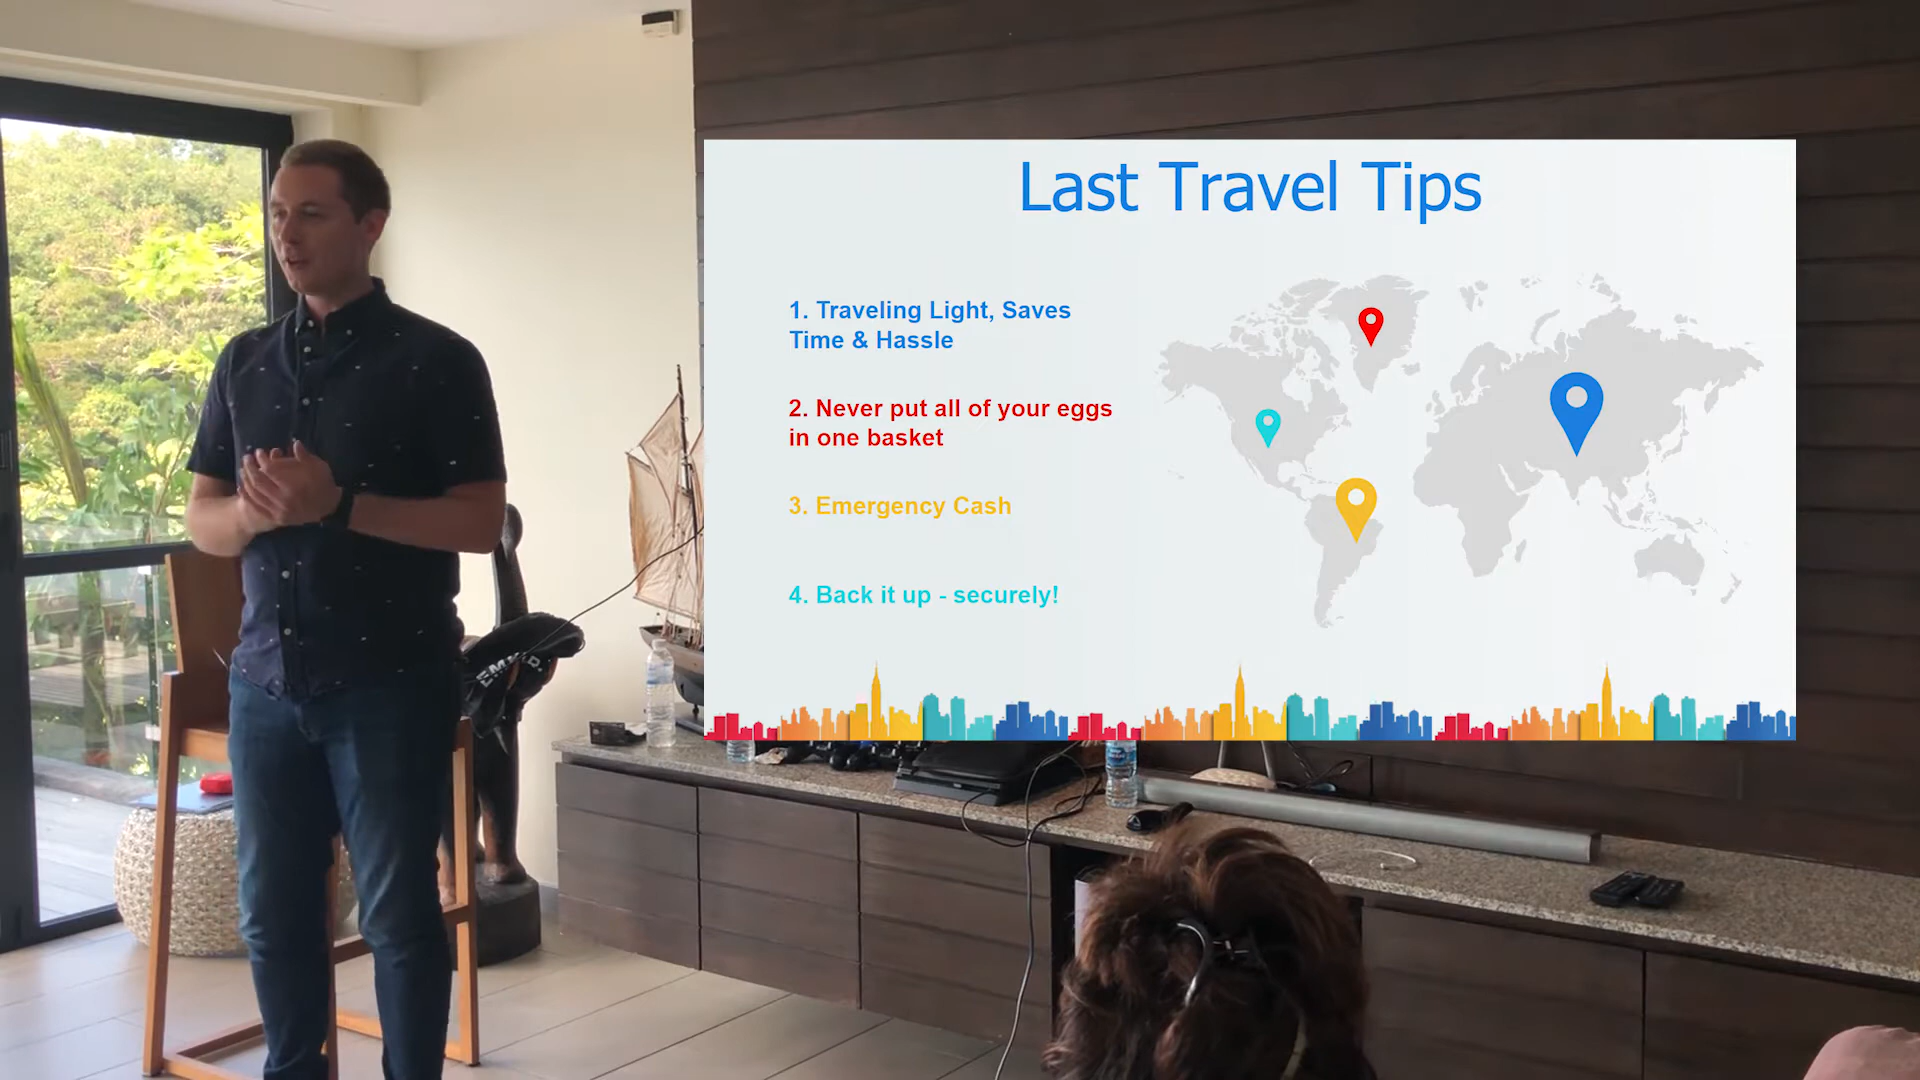 Last Travel Tips
1. Traveling Light, Saves
Time & Hassle
2. Never put all of your eggs
in one basket
3. Emergency Cash
4. Back it up - securely!